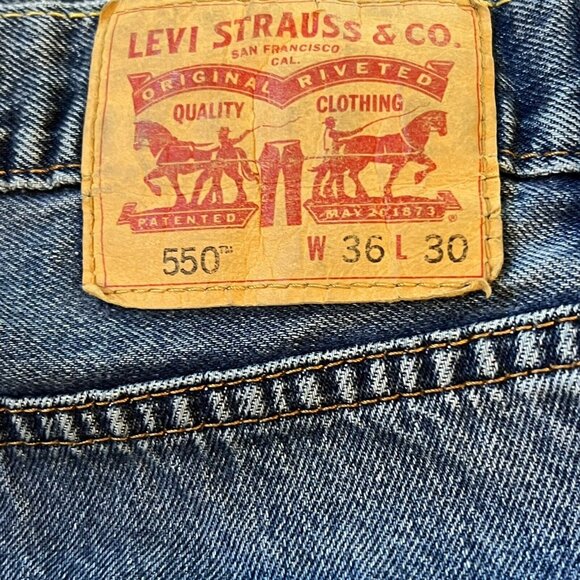 LEVI STRAUSS & CO.
SAN FRANCISCO
CAL.
ORIGINAL RIVETED
QUALITY CLOTHING
PATENTED MAY 20 1873 ®
550™ W 36 L 30